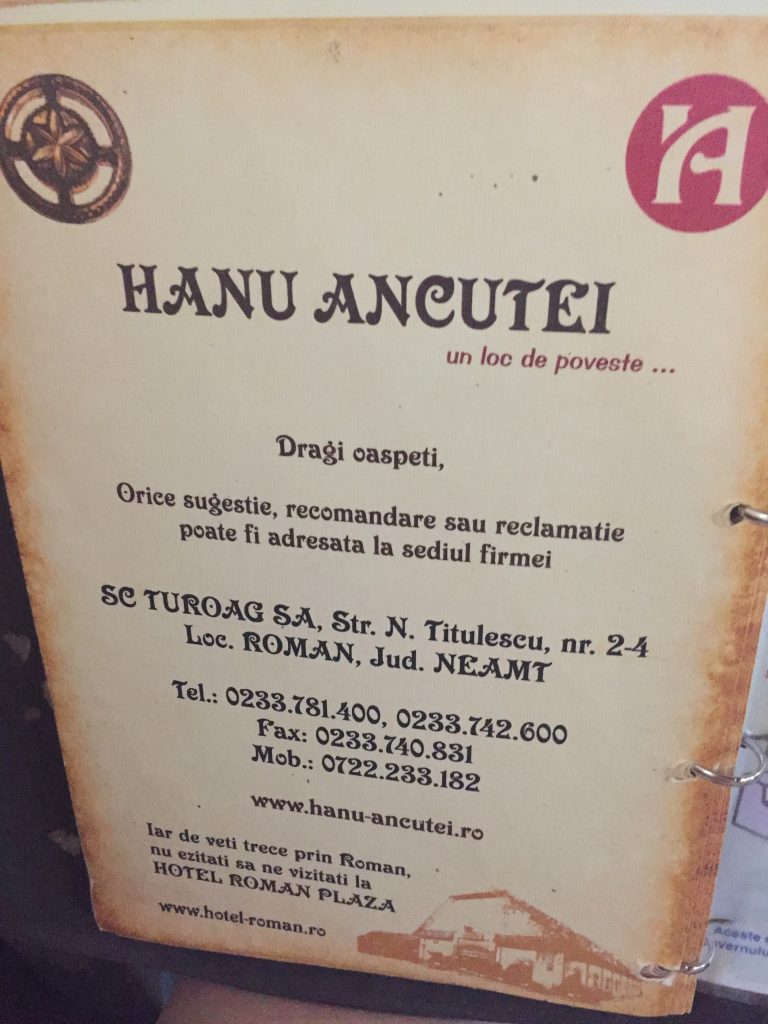 HA
HANU ANCUTEI
un loc de poveste ...
Dragi oaspeti,
Orice sugestie, recomandare sau reclamatie
poate fi adresata la sediul firmei
SC TUROAG SA, Str. N. Titulescu, nr. 2-4
Loc. ROMAN, Jud. NEAMT
Tel.: 0233.781.400, 0233.742.600
Fax: 0233.740.831
Mob.: 0722.233.182
www.hanu-ancutei.ro
Iar de veti trece prin Roman,
nu ezitati sa ne vizitati la
HOTEL ROMAN PLAZA
www.hotel-roman.ro
Aceste